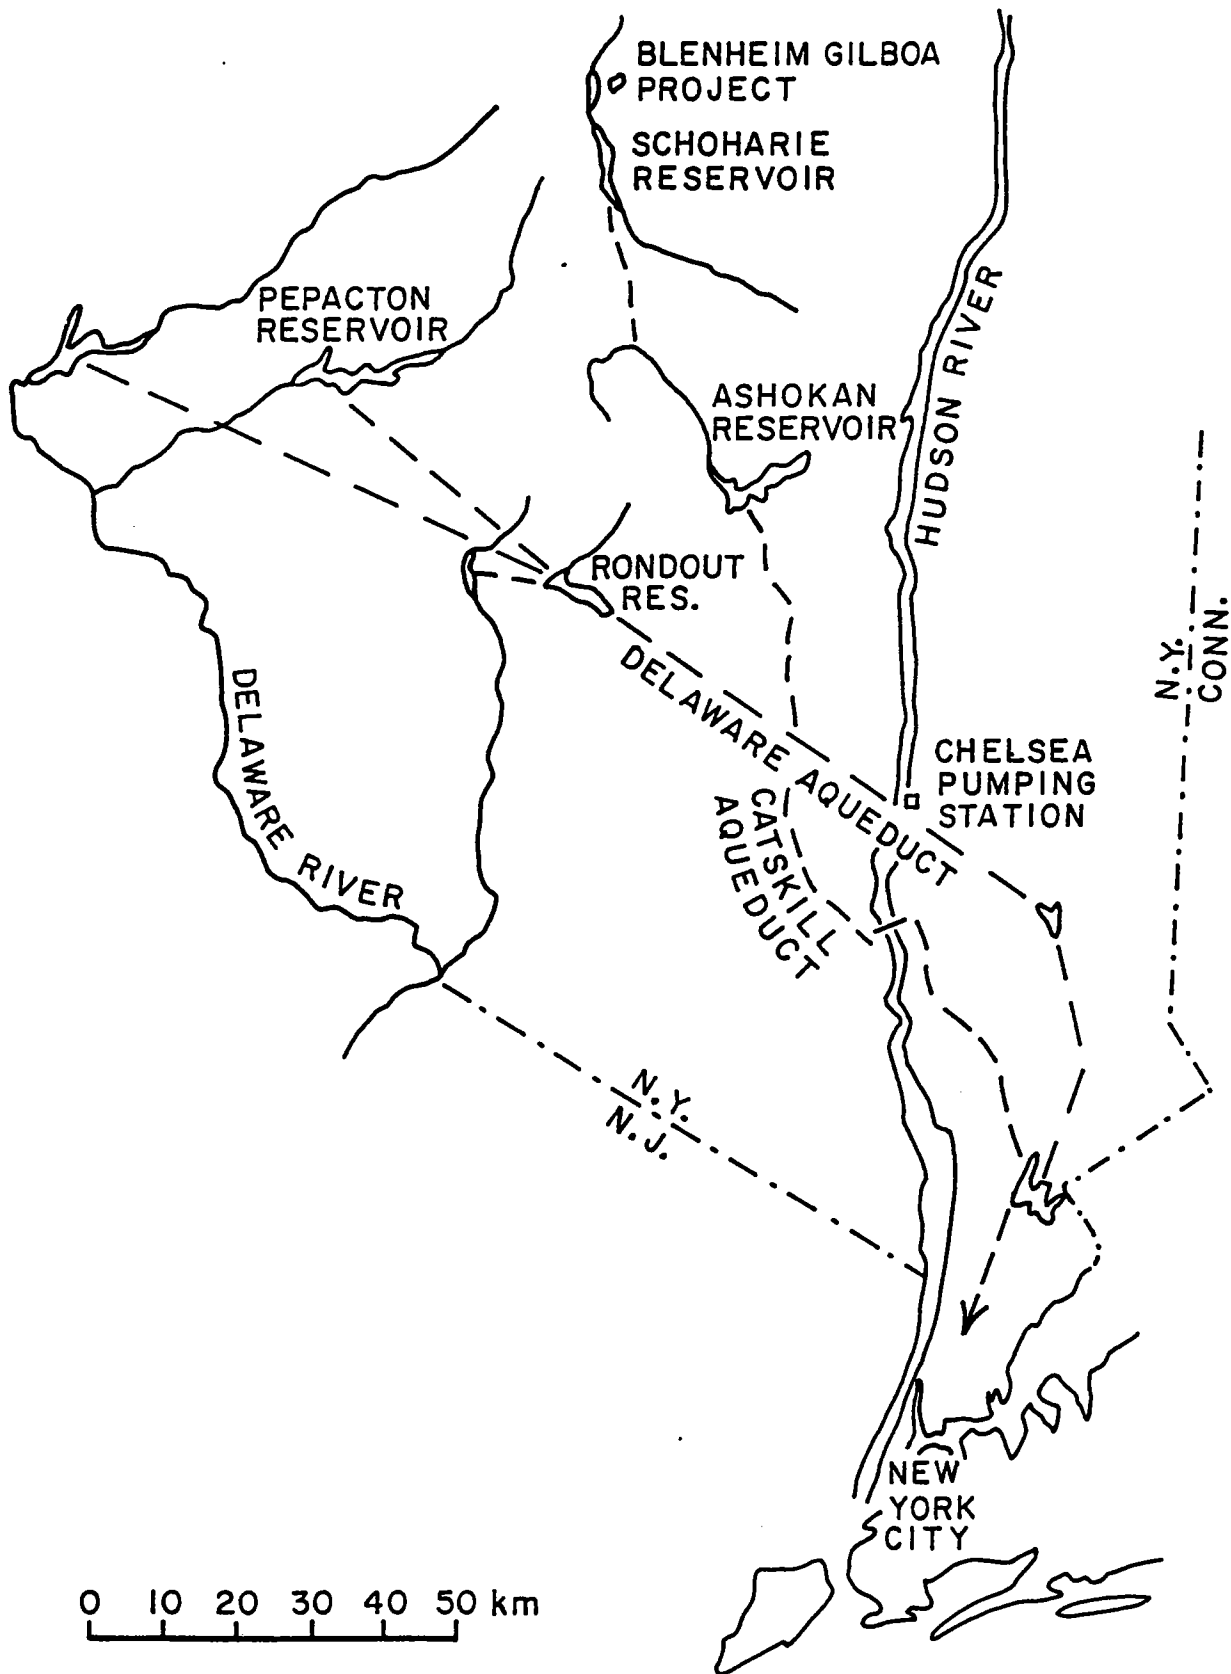 BLENHEIM GILBOA
PROJECT
SCHOHARIE
RESERVOIR
PEPACTON
RESERVOIR
ASHOKAN
RESERVOIR
HUDSON RIVER
RONDOUT
RES.
N.Y.
CONN.
DELAWARE AQUEDUCT
DELAWARE RIVER
CHELSEA
PUMPING
STATION
CATSKILL
AQUEDUCT
N.Y.
N.J.
NEW
YORK
CITY
0 10 20 30 40 50 km